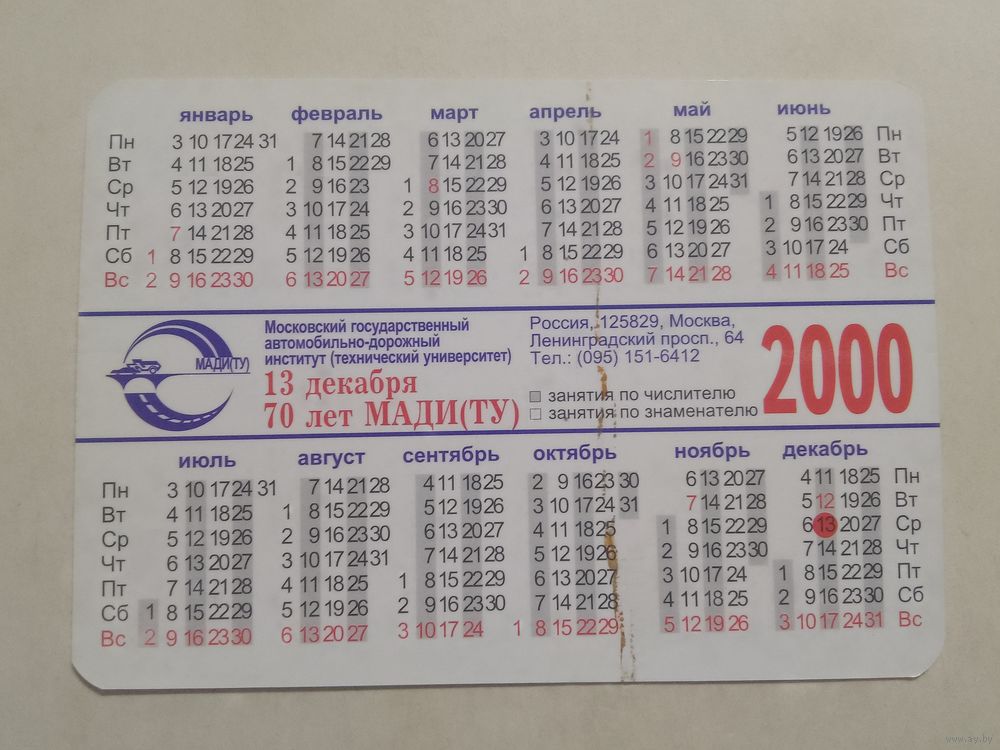 январь февраль март апрель май июнь
Пн 3 10 17 24 31 7 14 21 28 6 13 20 27 3 10 17 24 1 8 15 22 29 5 12 19 26 Пн
Вт 4 11 18 25 1 8 15 22 29 7 14 21 28 4 11 18 25 2 9 16 23 30 6 13 20 27 Вт
Ср 5 12 19 26 2 9 16 23 1 8 15 22 29 5 12 19 26 3 10 17 24 31 7 14 21 28 Ср
Чт 6 13 20 27 3 10 17 24 2 9 16 23 30 6 13 20 27 4 11 18 25 1 8 15 22 29 Чт
Пт 7 14 21 28 4 11 18 25 3 10 17 24 31 7 14 21 28 5 12 19 26 2 9 16 23 30 Пт
Сб 1 8 15 22 29 5 12 19 26 4 11 18 25 1 8 15 22 29 6 13 20 27 3 10 17 24 Сб
Вс 2 9 16 23 30 6 13 20 27 5 12 19 26 2 9 16 23 30 7 14 21 28 4 11 18 25 Вс
МАДИ(ТУ)
Московский государственный
автомобильно-дорожный
институт (технический университет)
13 декабря
70 лет МАДИ(ТУ)
Россия, 125829, Москва,
Ленинградский просп., 64
Тел.: (095) 151-6412
занятия по числителю
занятия по знаменателю
2000
июль август сентябрь октябрь ноябрь декабрь
Пн 3 10 17 24 31 7 14 21 28 4 11 18 25 2 9 16 23 30 6 13 20 27 4 11 18 25 Пн
Вт 4 11 18 25 1 8 15 22 29 5 12 19 26 3 10 17 24 31 7 14 21 28 5 12 19 26 Вт
Ср 5 12 19 26 2 9 16 23 30 6 13 20 27 4 11 18 25 1 8 15 22 29 6 13 20 27 Ср
Чт 6 13 20 27 3 10 17 24 31 7 14 21 28 5 12 19 26 2 9 16 23 30 7 14 21 28 Чт
Пт 7 14 21 28 4 11 18 25 1 8 15 22 29 6 13 20 27 3 10 17 24 1 8 15 22 29 Пт
Сб 1 8 15 22 29 5 12 19 26 2 9 16 23 30 7 14 21 28 4 11 18 25 2 9 16 23 30 Сб
Вс 2 9 16 23 30 6 13 20 27 3 10 17 24 1 8 15 22 29 5 12 19 26 3 10 17 24 31 Вс
www.ay.by